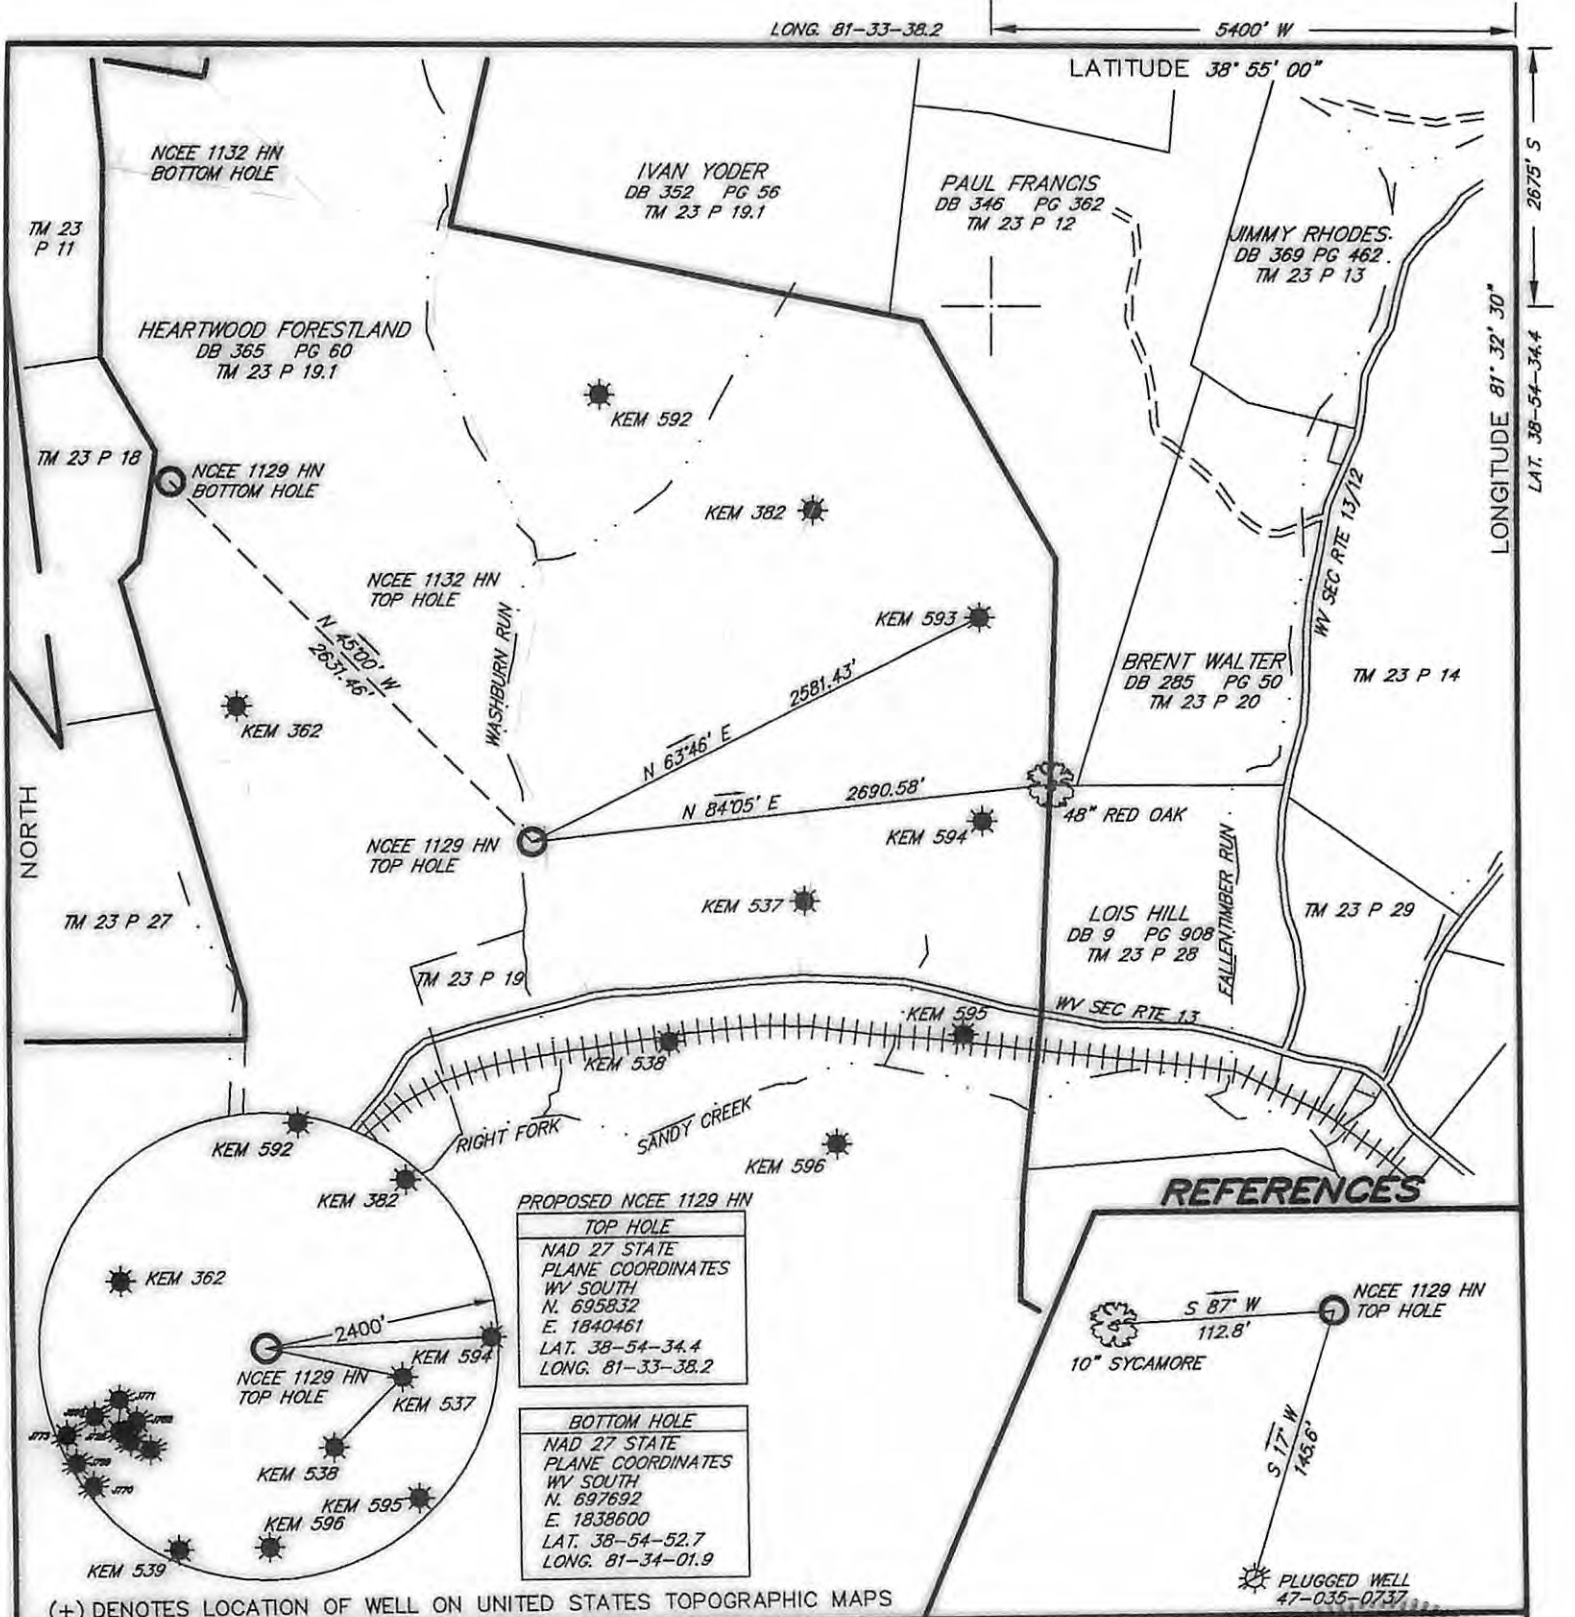 LONG. 81-33-38.2
5400' W
LATITUDE 38° 55' 00"
2675' S
LAT. 38-54-34.4
LONGITUDE 81° 32' 30"
NCEE 1132 HN
BOTTOM HOLE
TM 23
P 11
IVAN YODER
DB 352 PG 56
TM 23 P 19.1
PAUL FRANCIS
DB 346 PG 362
TM 23 P 12
JIMMY RHODES
DB 369 PG 462
TM 23 P 13
HEARTWOOD FORESTLAND
DB 365 PG 60
TM 23 P 19.1
KEM 592
TM 23 P 18
NCEE 1129 HN
BOTTOM HOLE
KEM 382
WV SEC RTE 13/12
NCEE 1132 HN
TOP HOLE
WASHBURN RUN
N 45°00' W
2631.46'
KEM 593
2581.43'
N 63°46' E
BRENT WALTER
DB 285 PG 50
TM 23 P 20
TM 23 P 14
KEM 362
NORTH
N 84°05' E
2690.58'
48" RED OAK
KEM 594
NCEE 1129 HN
TOP HOLE
KEM 537
TM 23 P 27
LOIS HILL
DB 9 PG 908
TM 23 P 28
FALLENTIMBER RUN
TM 23 P 29
TM 23 P 19
WV SEC RTE 13
KEM 595
KEM 538
RIGHT FORK
SANDY CREEK
KEM 596
KEM 592
KEM 382
KEM 362
2400'
KEM 594
NCEE 1129 HN
TOP HOLE
KEM 537
J771
J773
J770
KEM 538
KEM 595
KEM 596
KEM 539
PROPOSED NCEE 1129 HN
TOP HOLE
NAD 27 STATE
PLANE COORDINATES
WV SOUTH
N. 695832
E. 1840461
LAT. 38-54-34.4
LONG. 81-33-38.2
BOTTOM HOLE
NAD 27 STATE
PLANE COORDINATES
WV SOUTH
N. 697692
E. 1838600
LAT. 38-54-52.7
LONG. 81-34-01.9
REFERENCES
S 87° W
112.8'
NCEE 1129 HN
TOP HOLE
10" SYCAMORE
S 17° W
145.6'
PLUGGED WELL
47-035-0737
(+) DENOTES LOCATION OF WELL ON UNITED STATES TOPOGRAPHIC MAPS